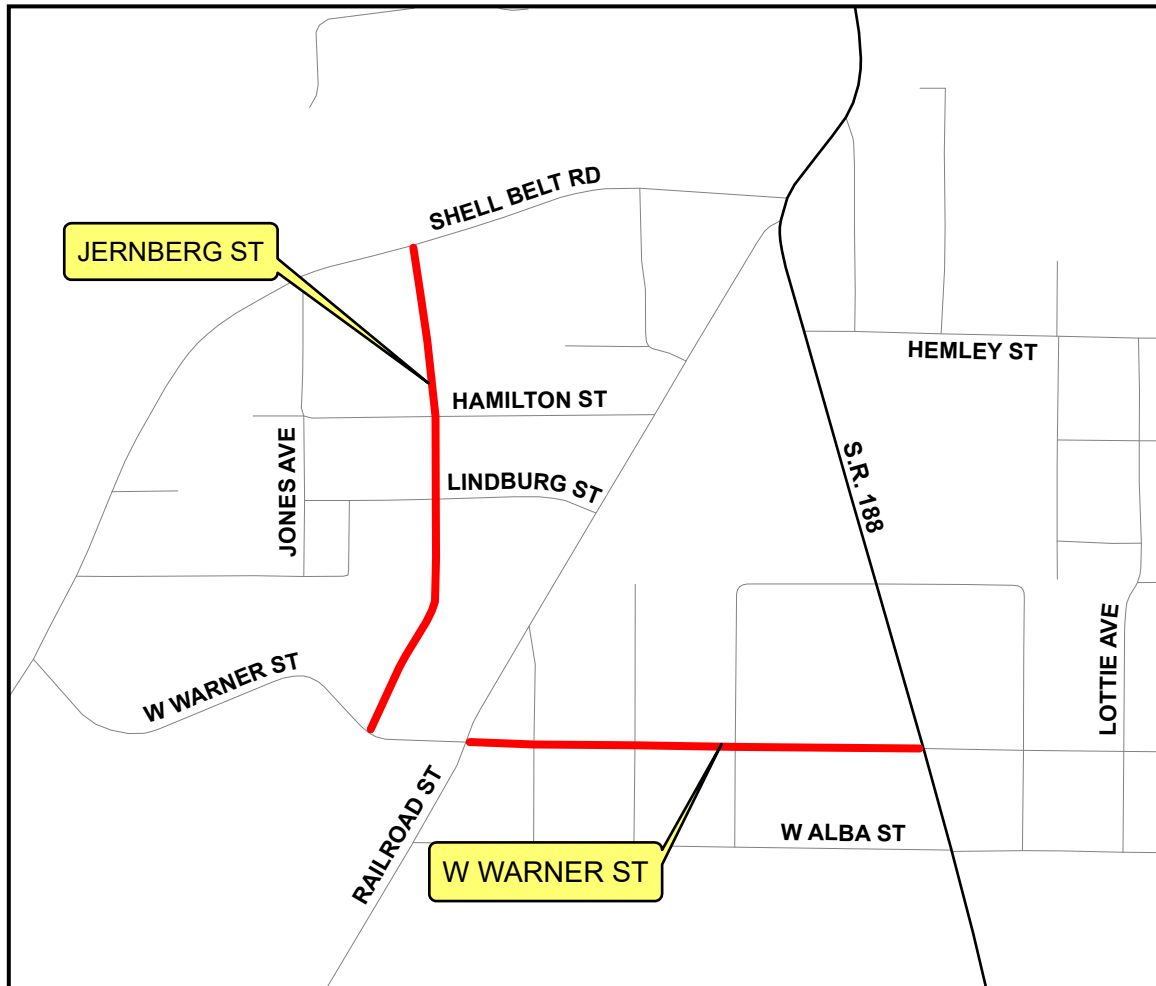 SHELL BELT RD
JERNBERG ST
HEMLEY ST
HAMILTON ST
JONES AVE
LINDBURG ST
S.R. 188
LOTTIE AVE
W WARNER ST
RAILROAD ST
W ALBA ST
W WARNER ST